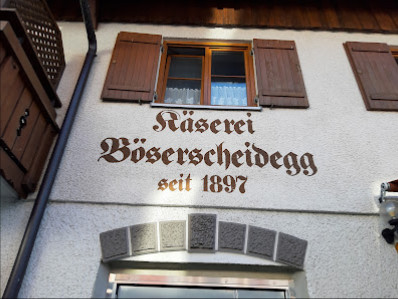 Käserei
Böserscheidegg
seit 1897